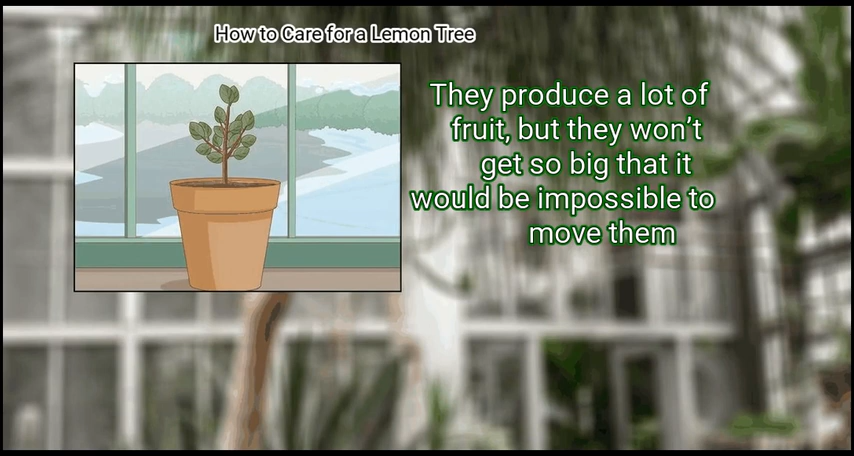 How to Care for a Lemon Tree
They produce a lot of
fruit, but they won’t
get so big that it
would be impossible to
move them